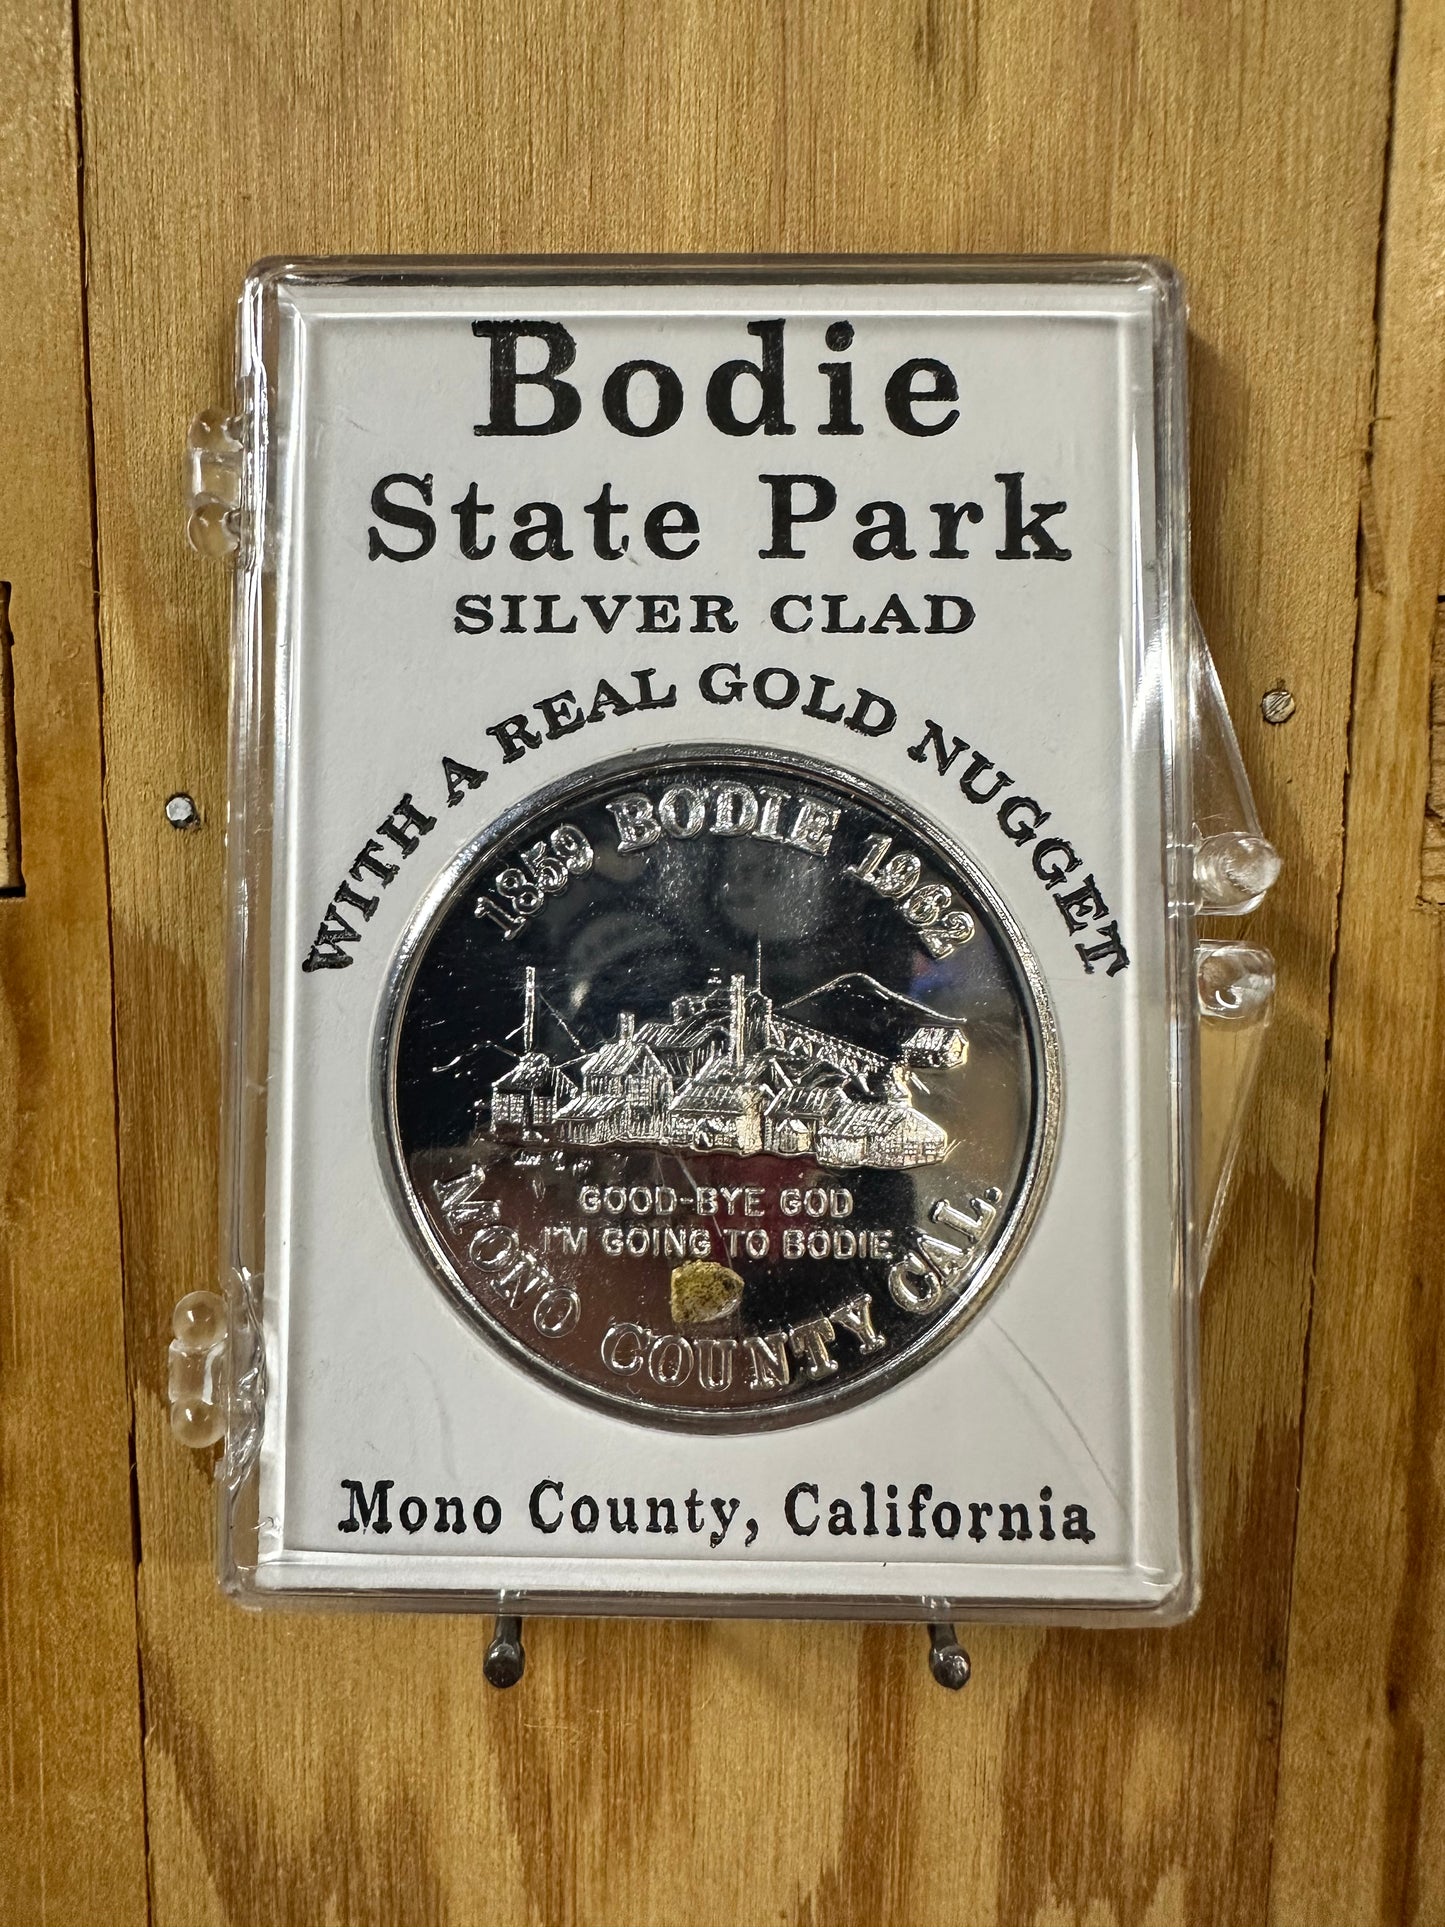 Bodie
State Park
SILVER CLAD
WITH A REAL GOLD NUGGET
1859 BODIE 1962
GOOD-BYE GOD
I'M GOING TO BODIE
MONO COUNTY CAL.
Mono County, California